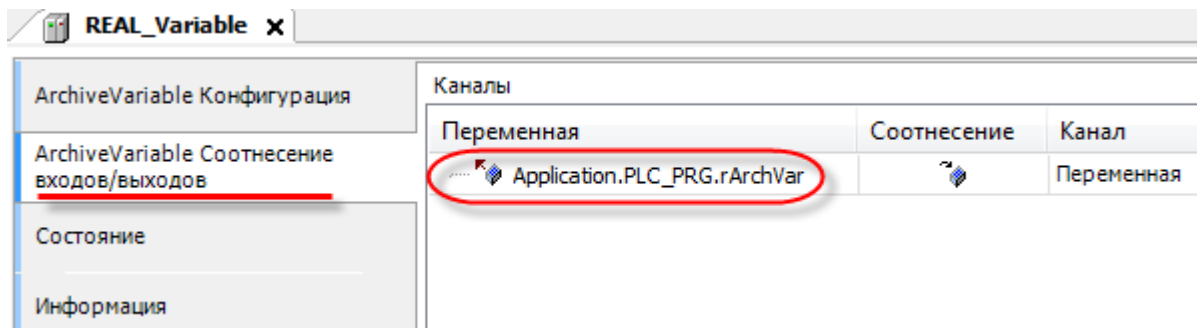 REAL_Variable x
ArchiveVariable Конфигурация
ArchiveVariable Соотнесение
входов/выходов
Состояние
Информация
Каналы
Переменная Соотнесение Канал
Application.PLC_PRG.rArchVar Переменная